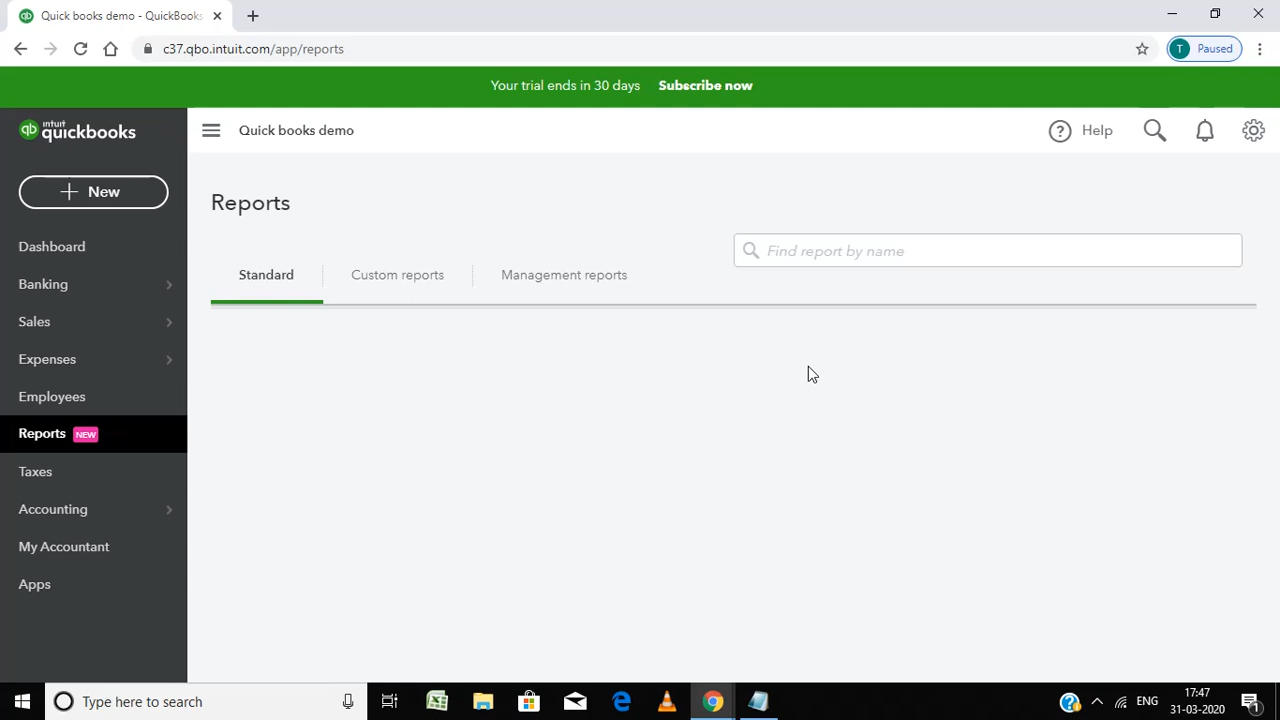 Quick books demo - QuickBooks
c37.qbo.intuit.com/app/reports
T Paused
Your trial ends in 30 days Subscribe now
qb intuit quickbooks
Quick books demo
? Help
+ New
Reports
Find report by name
Standard
Custom reports
Management reports
Dashboard
Banking
Sales
Expenses
Employees
Reports NEW
Taxes
Accounting
My Accountant
Apps
Type here to search
ENG
17:47
31-03-2020
1